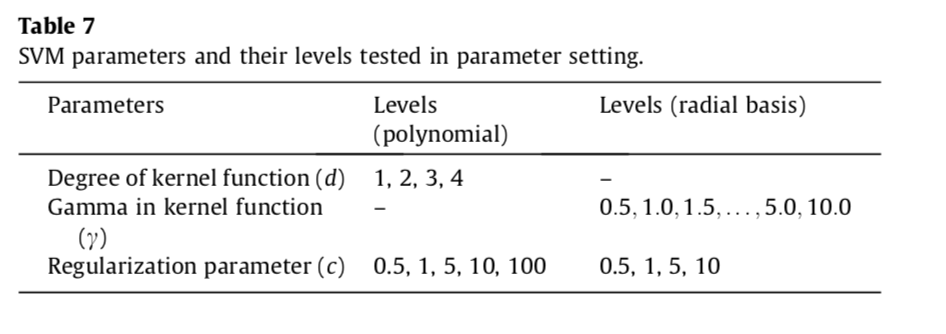 Table 7
SVM parameters and their levels tested in parameter setting.
Parameters Levels (polynomial) Levels (radial basis)
Degree of kernel function (d) 1, 2, 3, 4 –
Gamma in kernel function (γ) – 0.5, 1.0, 1.5, ..., 5.0, 10.0
Regularization parameter (c) 0.5, 1, 5, 10, 100 0.5, 1, 5, 10